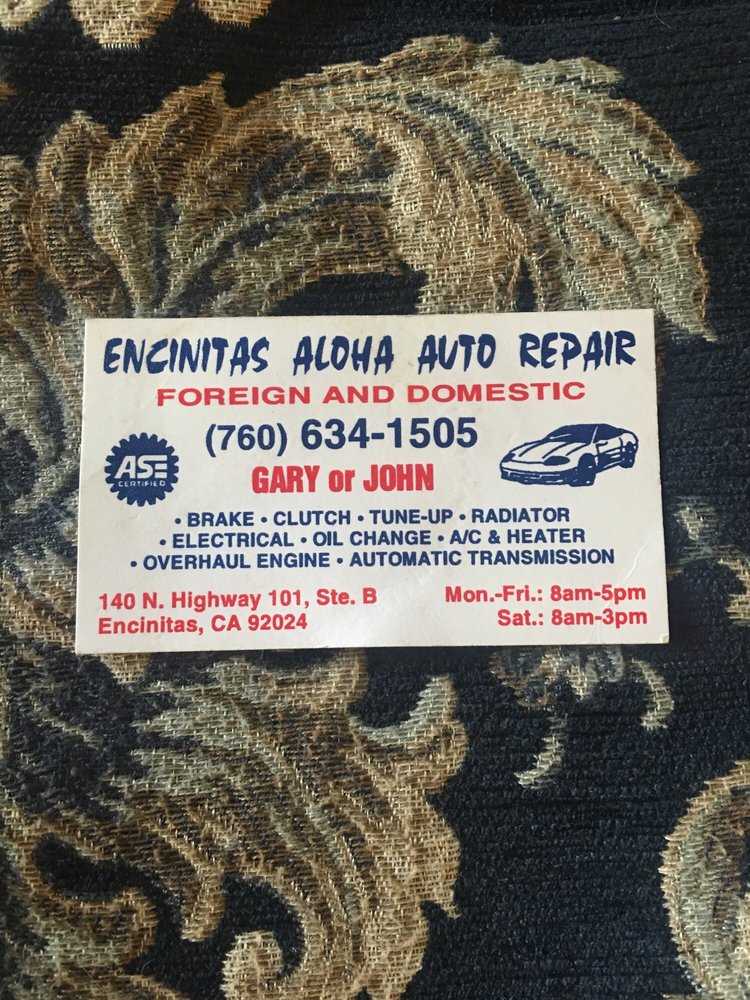 ENCINITAS ALOHA AUTO REPAIR
FOREIGN AND DOMESTIC
(760) 634-1505
ASE
CERTIFIED
GARY or JOHN
• BRAKE • CLUTCH • TUNE-UP • RADIATOR
• ELECTRICAL • OIL CHANGE • A/C & HEATER
• OVERHAUL ENGINE • AUTOMATIC TRANSMISSION
140 N. Highway 101, Ste. B
Encinitas, CA 92024
Mon.-Fri.: 8am-5pm
Sat.: 8am-3pm